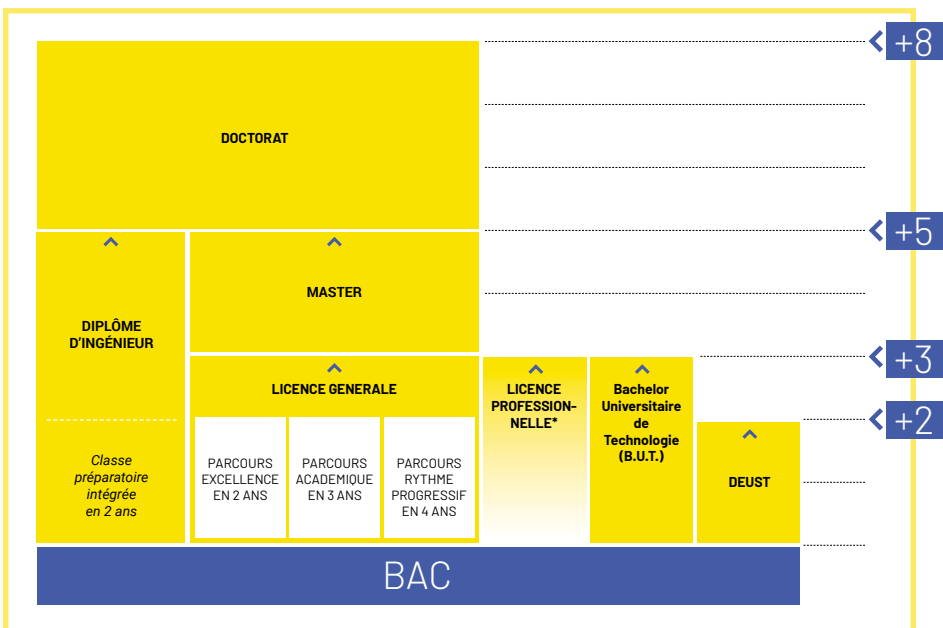 +8
DOCTORAT
+5
MASTER
DIPLÔME
D'INGÉNIEUR
+3
LICENCE GENERALE
LICENCE
PROFESSION-
NELLE*
Bachelor
Universitaire
de
Technologie
(B.U.T.)
+2
Classe
préparatoire
intégrée
en 2 ans
PARCOURS
EXCELLENCE
EN 2 ANS
PARCOURS
ACADEMIQUE
EN 3 ANS
PARCOURS
RYTHME
PROGRESSIF
EN 4 ANS
DEUST
BAC